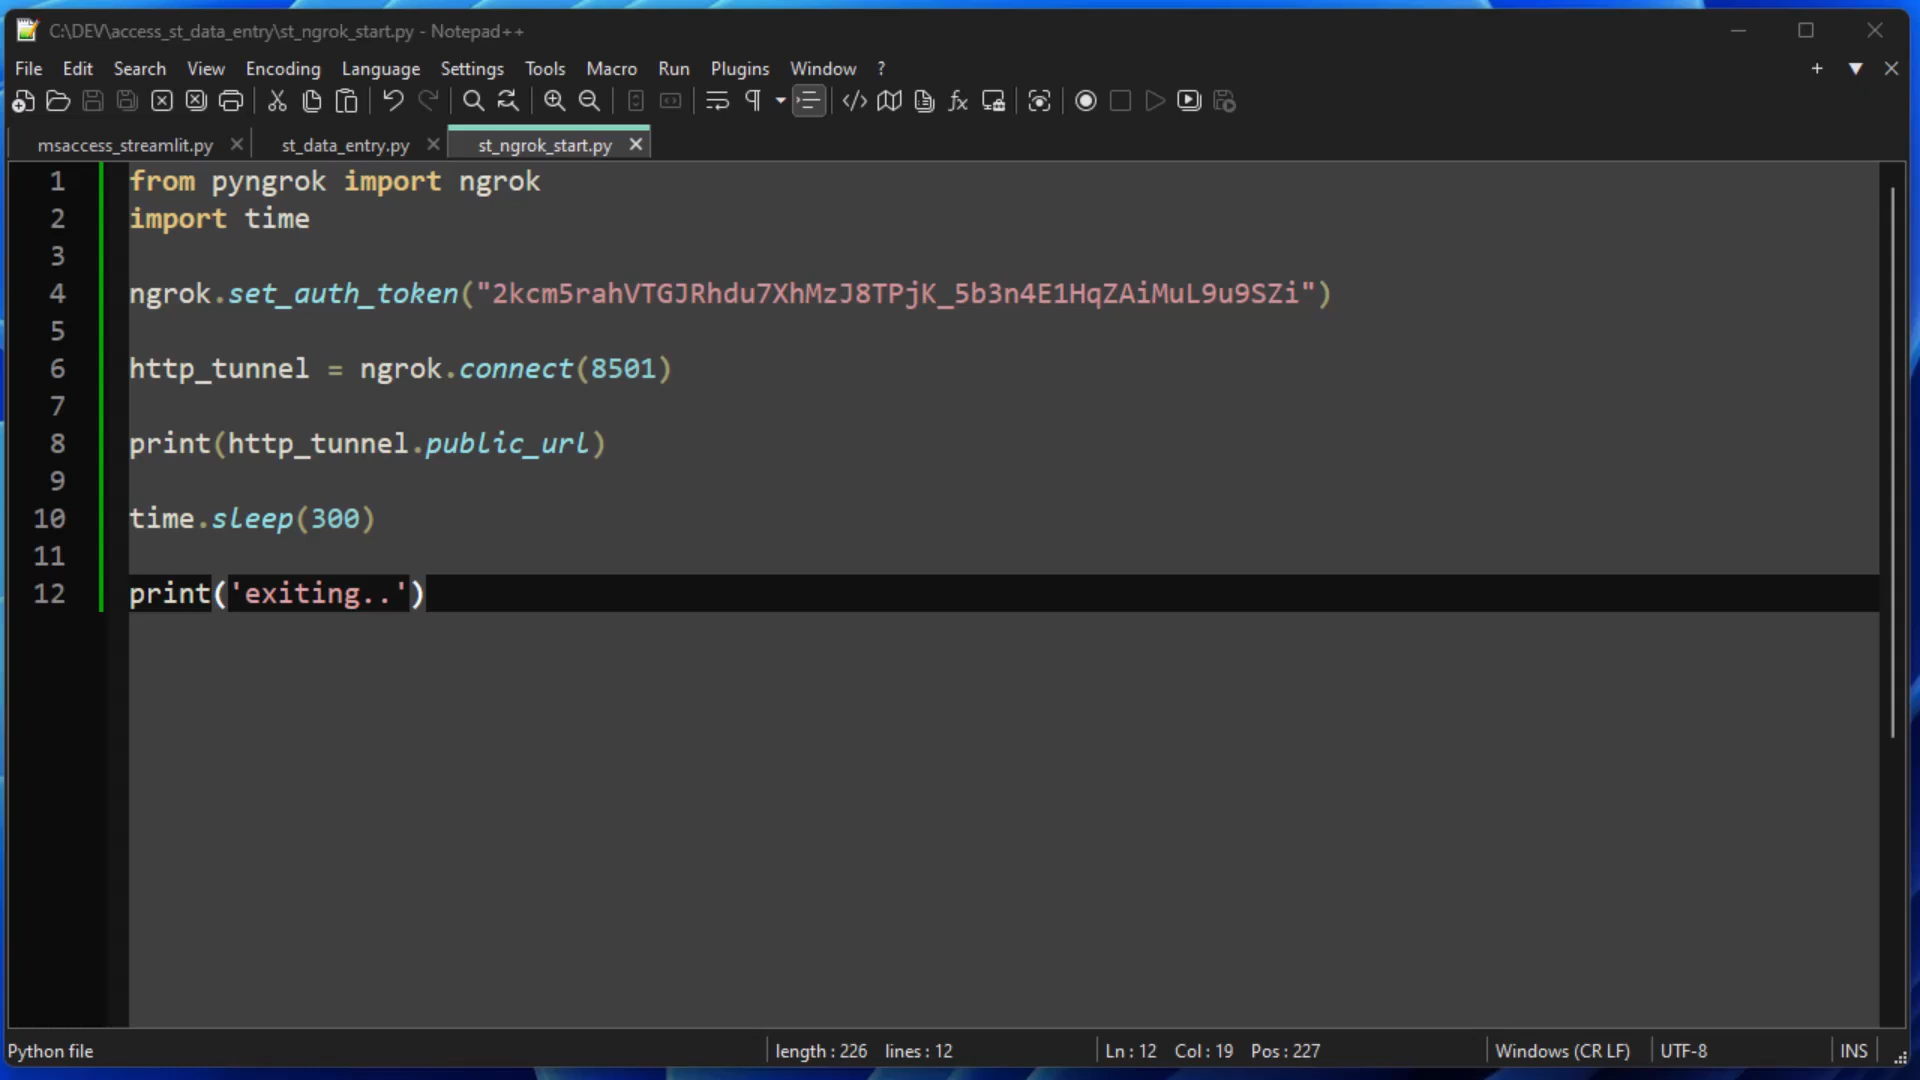 C:\DEV\access_st_data_entry\st_ngrok_start.py - Notepad++
File Edit Search View Encoding Language Settings Tools Macro Run Plugins Window ?
msaccess_streamlit.py st_data_entry.py st_ngrok_start.py
1 from pyngrok import ngrok
2 import time
3
4 ngrok.set_auth_token("2kcm5rahVTGJRhdu7XhMzJ8TPjK_5b3n4E1HqZAiMuL9u9SZi")
5
6 http_tunnel = ngrok.connect(8501)
7
8 print(http_tunnel.public_url)
9
10 time.sleep(300)
11
12 print('exiting..')
Python file length : 226 lines : 12 Ln : 12 Col : 19 Pos : 227 Windows (CR LF) UTF-8 INS